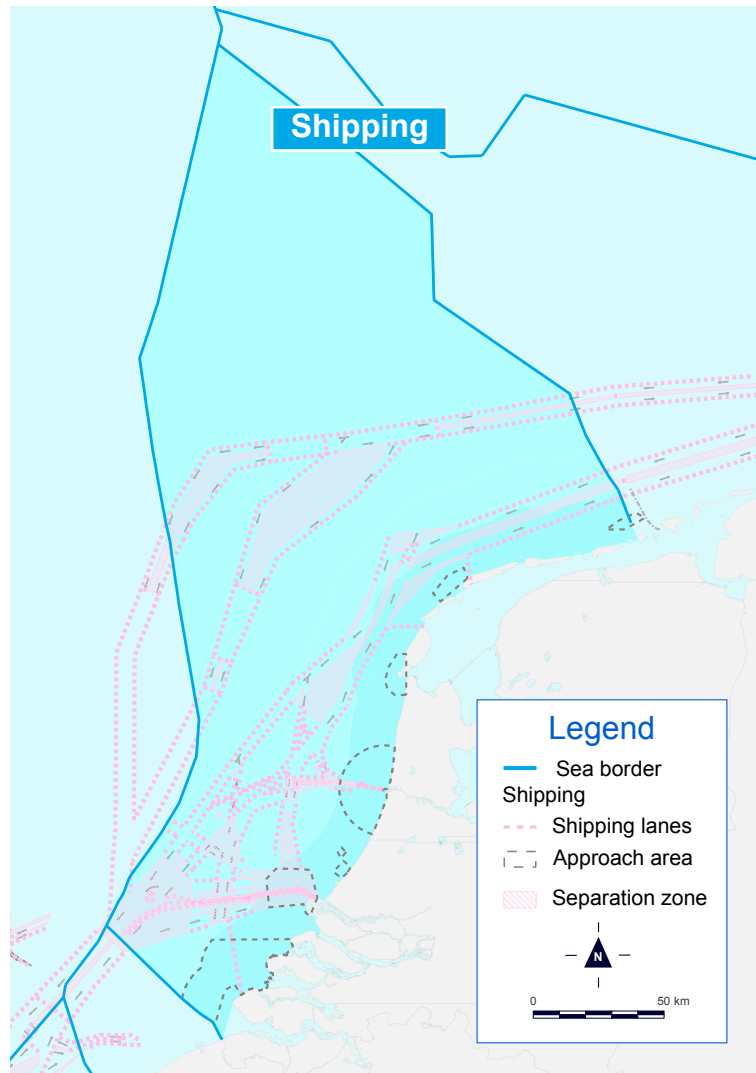 Shipping
Legend
Sea border
Shipping
Shipping lanes
Approach area
Separation zone
N
0 50 km